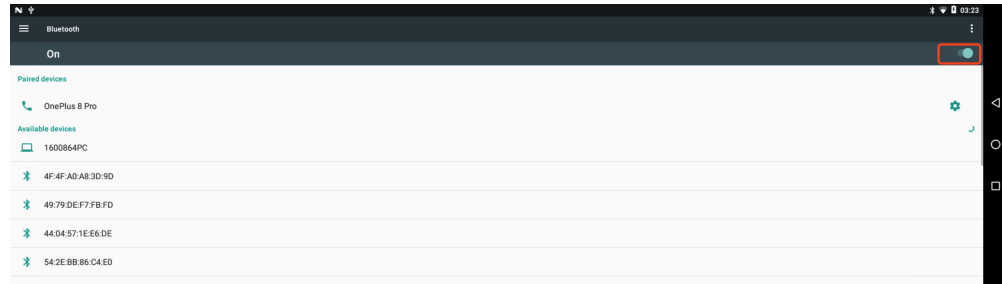 03:23
Bluetooth
On
Paired devices
OnePlus 8 Pro
Available devices
1600864PC
4F:4F:A0:A8:3D:9D
49:79:DE:F7:FB:FD
44:04:57:1E:E6:DE
54:2E:BB:86:C4:E0